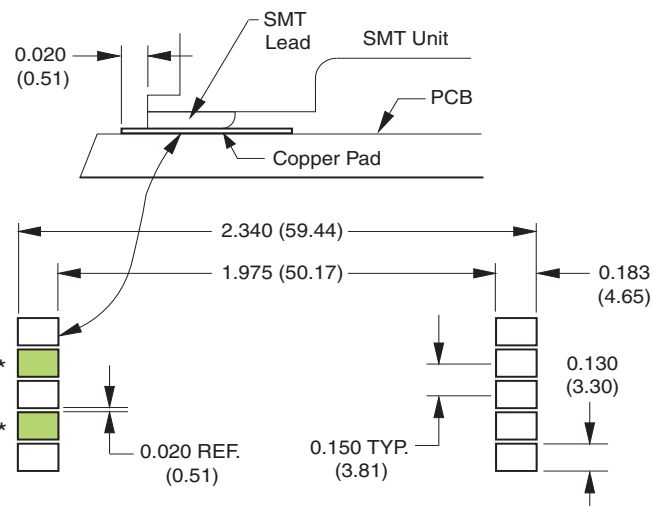 SMT
Lead
SMT Unit
0.020
(0.51)
PCB
Copper Pad
2.340 (59.44)
1.975 (50.17)
0.183
(4.65)
*
0.130
(3.30)
*
0.020 REF.
(0.51)
0.150 TYP.
(3.81)